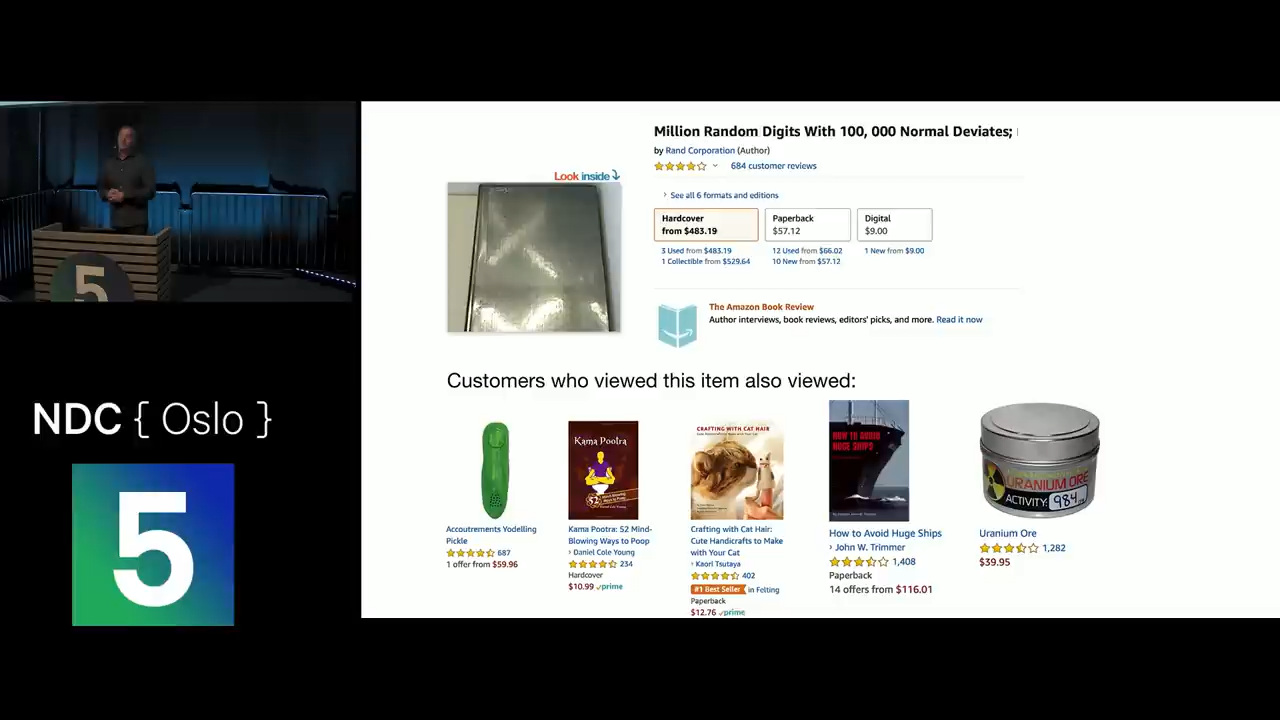 Million Random Digits With 100, 000 Normal Deviates;
by Rand Corporation (Author)
684 customer reviews
Look inside
See all 6 formats and editions
Hardcover
from $483.19
Paperback
$57.12
Digital
$9.00
3 Used from $483.19
12 Used from $66.02
1 New from $9.00
1 Collectible from $529.64
10 New from $57.12
The Amazon Book Review
Author interviews, book reviews, editors' picks, and more. Read it now
Customers who viewed this item also viewed:
Kama Pootra
52
CRAFTING WITH CAT HAIR
HOW TO AVOID
HUGE SHIPS
URANIUM ORE
ACTIVITY: 984
Accoutrements Yodelling
Pickle
687
1 offer from $59.96
Kama Pootra: 52 Mind-
Blowing Ways to Poop
Daniel Cole Young
234
Hardcover
$10.99 prime
Crafting with Cat Hair:
Cute Handicrafts to Make
with Your Cat
Kaori Tsutaya
402
#1 Best Seller in Felting
Paperback
$12.76 prime
How to Avoid Huge Ships
John W. Trimmer
1,408
Paperback
14 offers from $116.01
Uranium Ore
1,282
$39.95
5
NDC { Oslo }
5